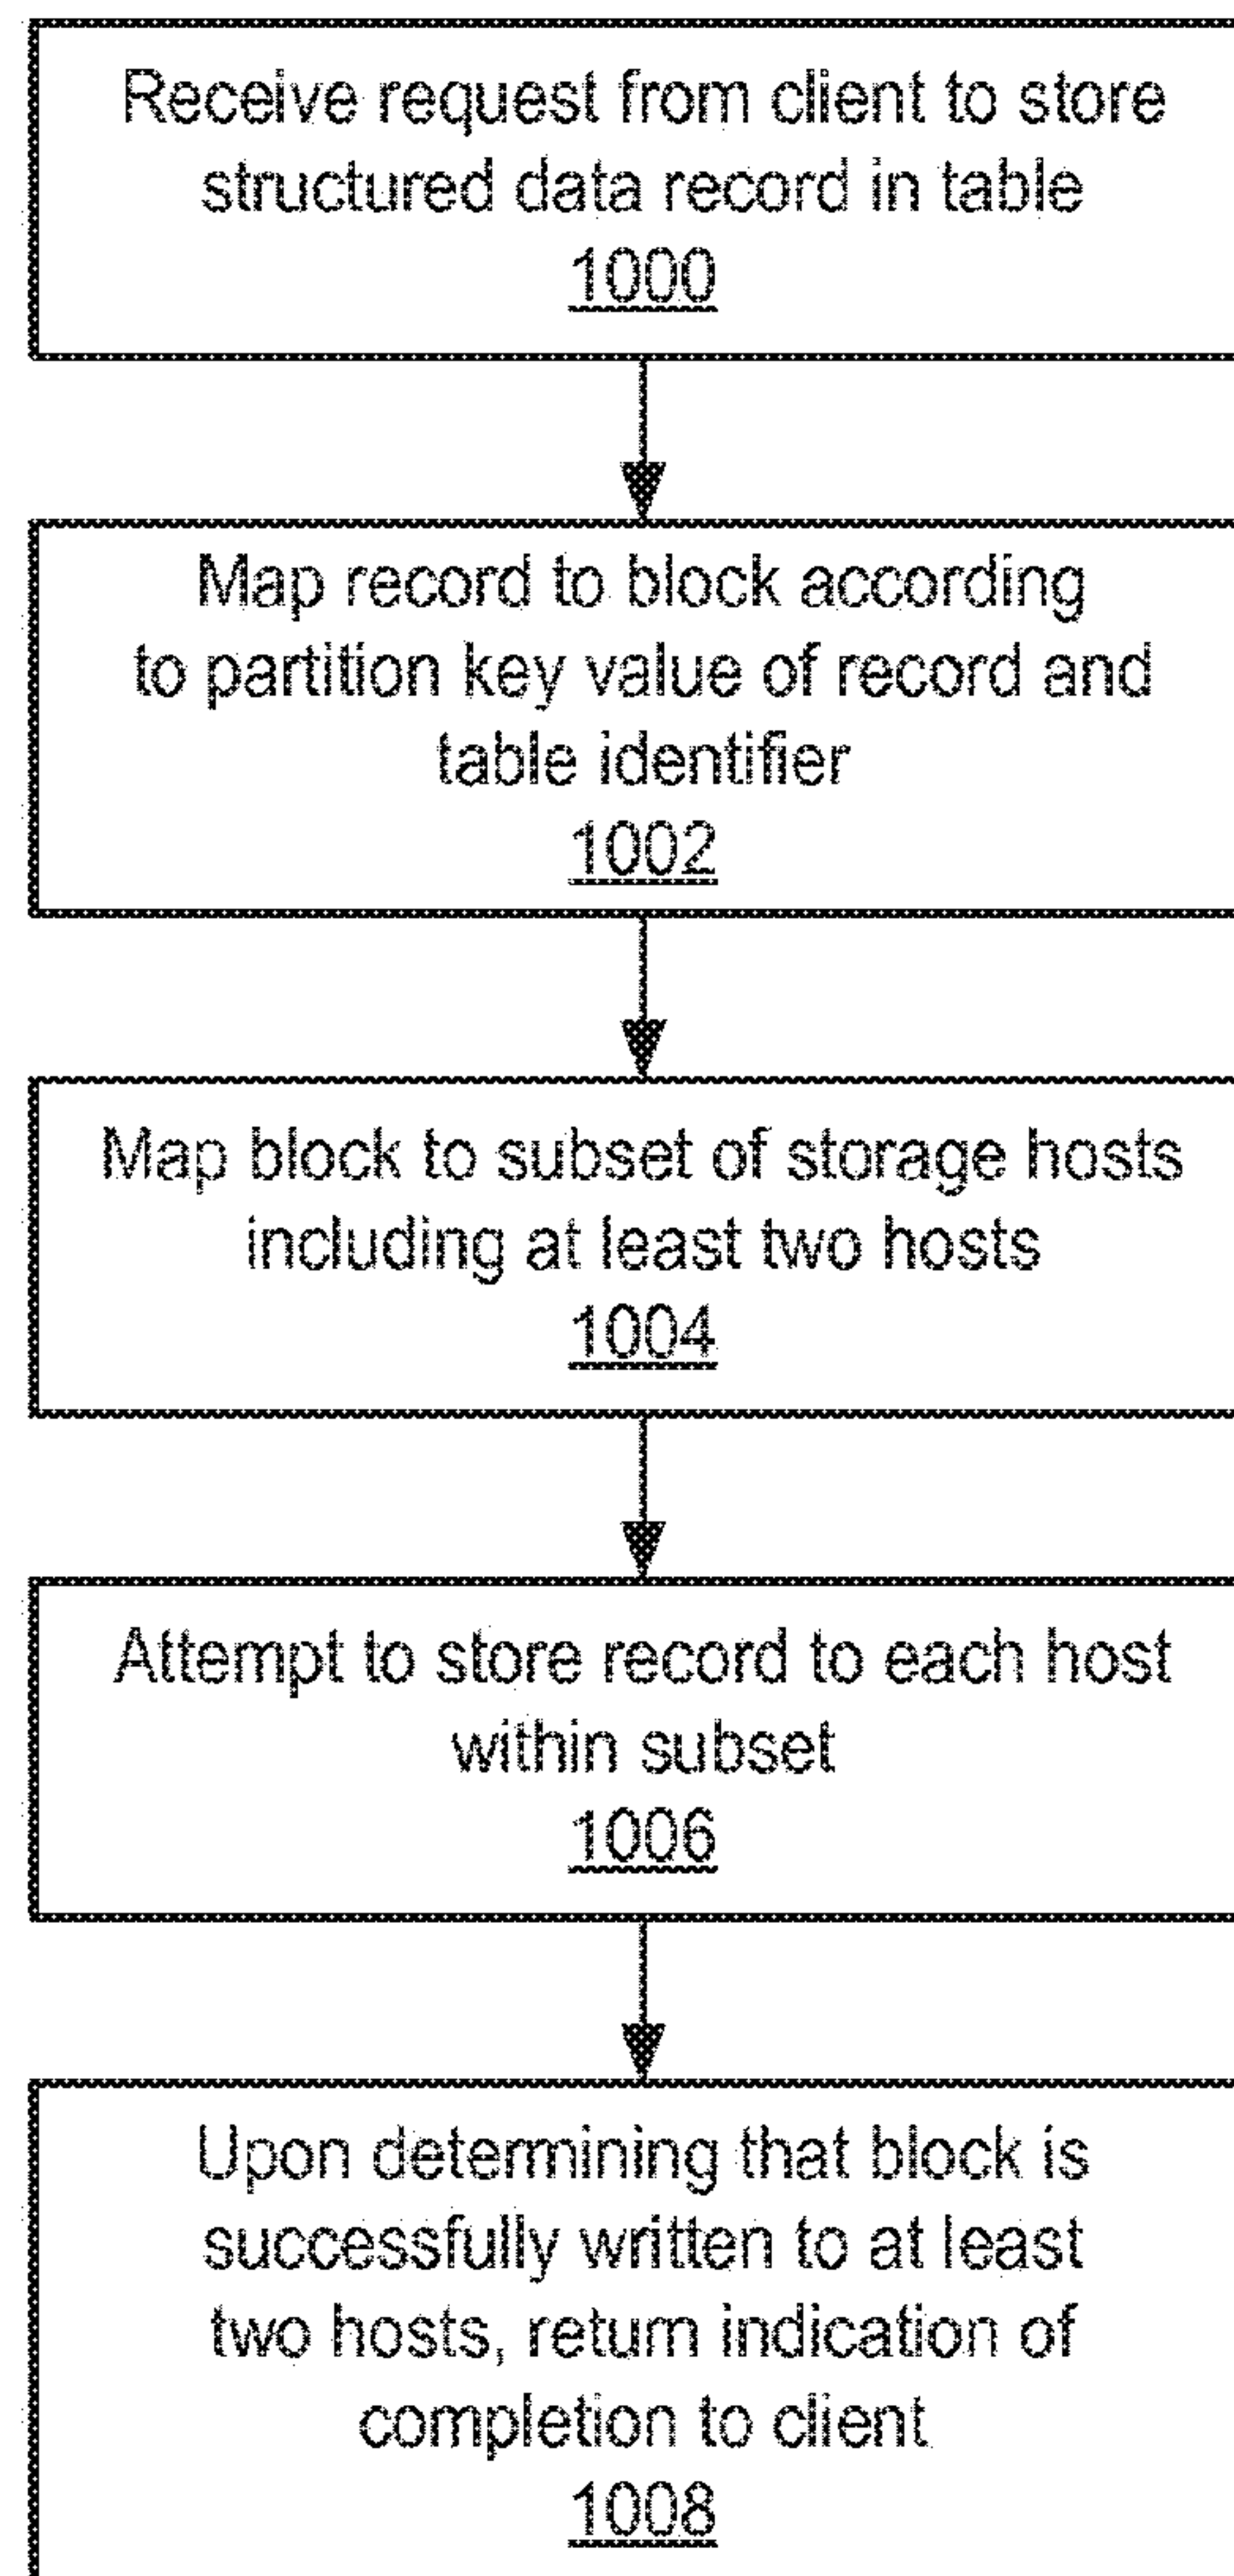 Receive request from client to store
structured data record in table
1000
Map record to block according
to partition key value of record and
table identifier
1002
Map block to subset of storage hosts
including at least two hosts
1004
Attempt to store record to each host
within subset
1006
Upon determining that block is
successfully written to at least
two hosts, return indication of
completion to client
1008